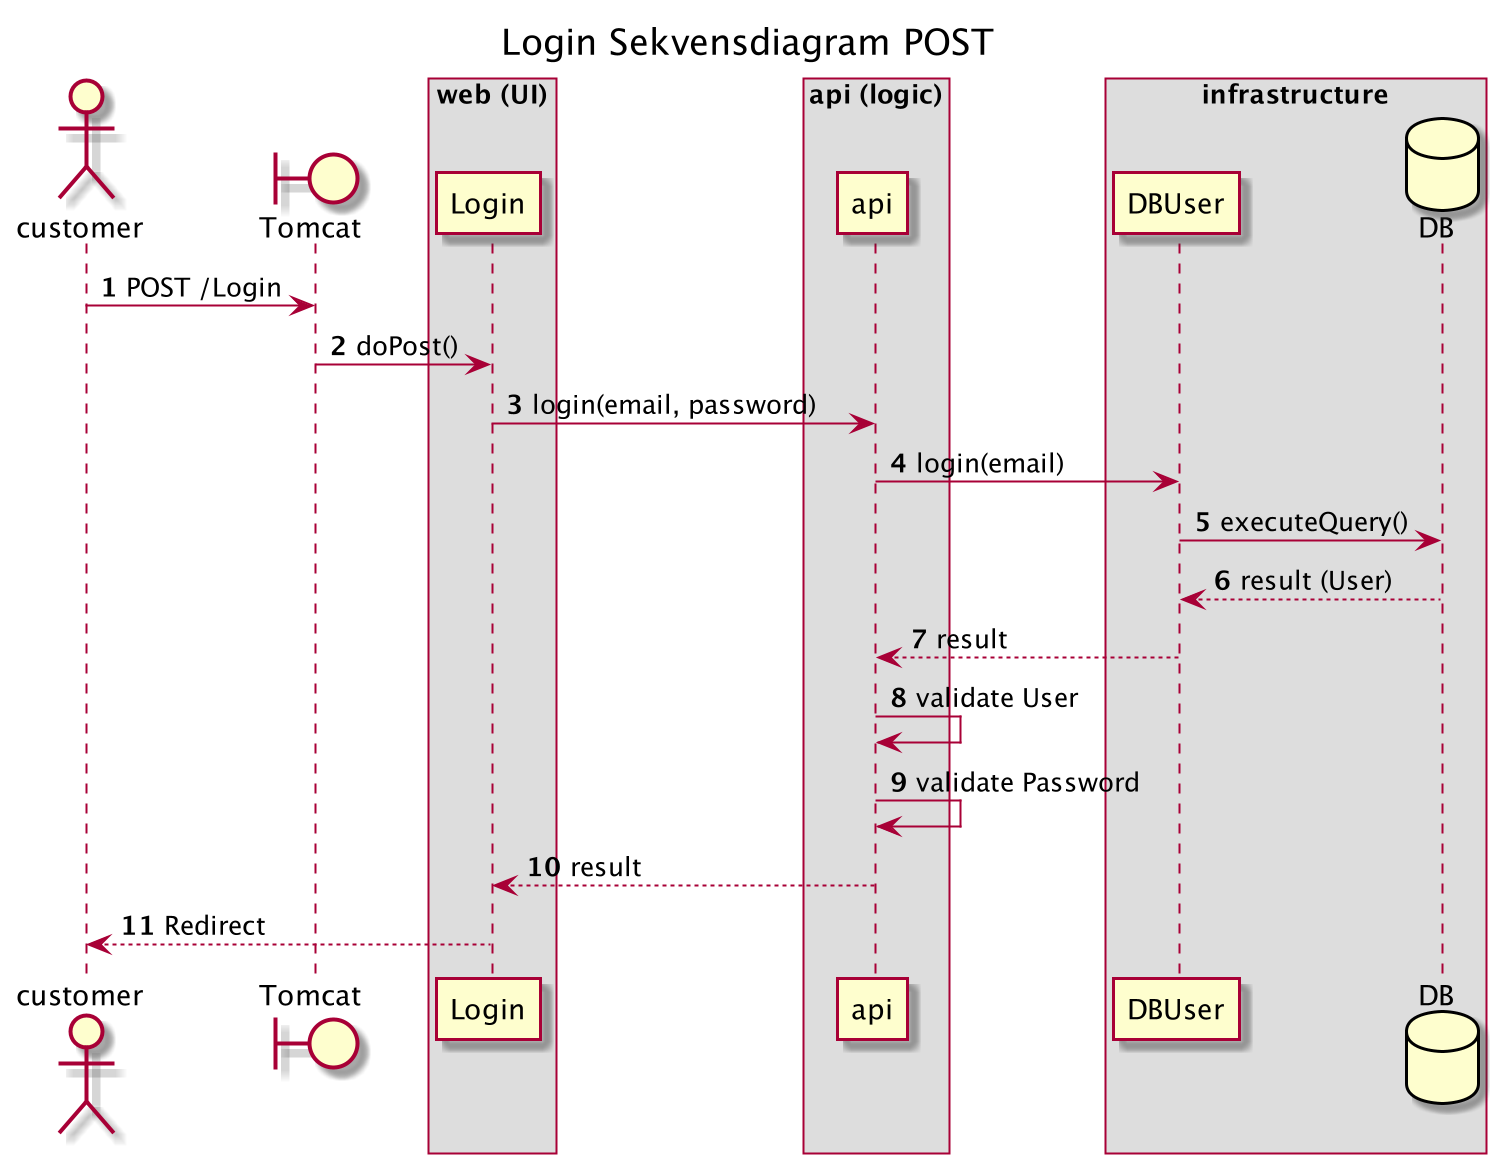 Login Sekvensdiagram POST
web (UI)
api (logic)
infrastructure
customer
Tomcat
Login
api
DBUser
DB
1 POST /Login
2 doPost()
3 login(email, password)
4 login(email)
5 executeQuery()
6 result (User)
7 result
8 validate User
9 validate Password
10 result
11 Redirect
customer
Tomcat
Login
api
DBUser
DB